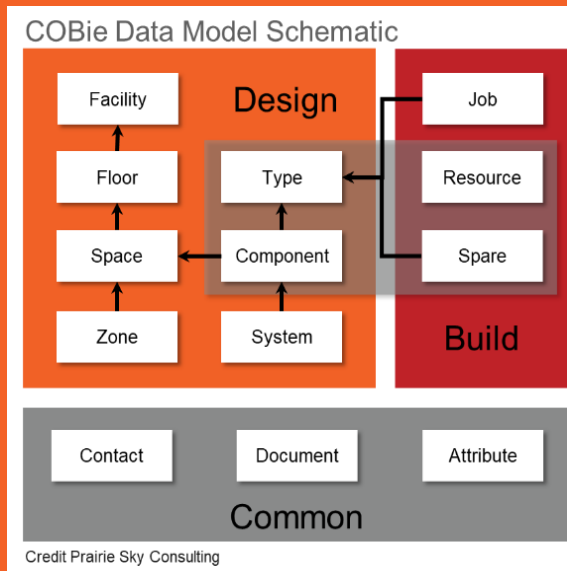 COBie Data Model Schematic
Design
Facility
Floor
Space
Zone
Type
Component
System
Job
Resource
Spare
Build
Contact
Document
Attribute
Common
Credit Prairie Sky Consulting